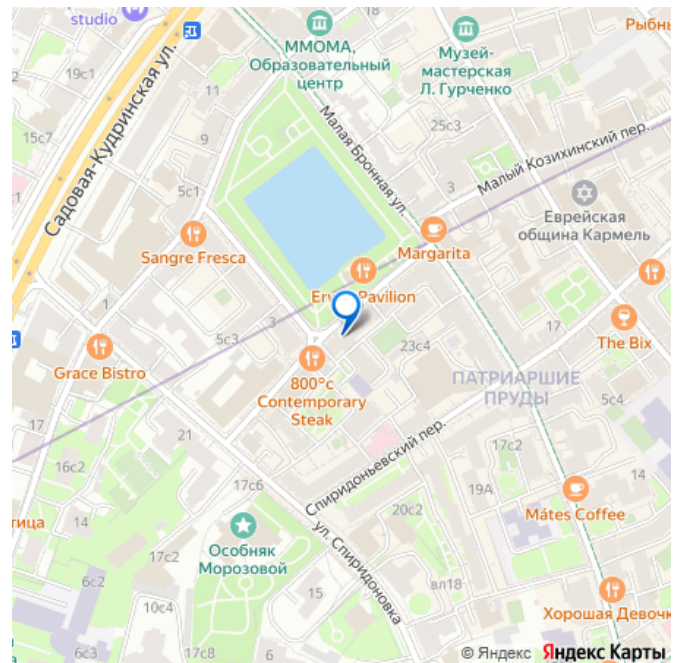 studio
ММОМА,
Образовательный
центр
Музей-
мастерская
Л. Гурченко
Рыбны
19с1
11
Садовая-Кудринская ул.
9
15с7
5с1
Малая Бронная ул.
25с3
3
Малый Козихинский пер.
Еврейская
община Кармель
Sangre Fresca
Margarita
Pavilion
1
5с3
3
P
23с4
17
The Bix
Grace Bistro
800°c
Contemporary
Steak
ПАТРИАРШИЕ
ПРУДЫ
5с4
17
21
16с2
17с6
Спиридоньевский пер.
17с2
19А
14
Mátes Coffee
тица
14
17с2
Особняк
Морозовой
20с2
ул. Спиридоновка
6с2
15
вл18
10с4
Хорошая Девочк
17с8
6
© Яндекс Яндекс Карты